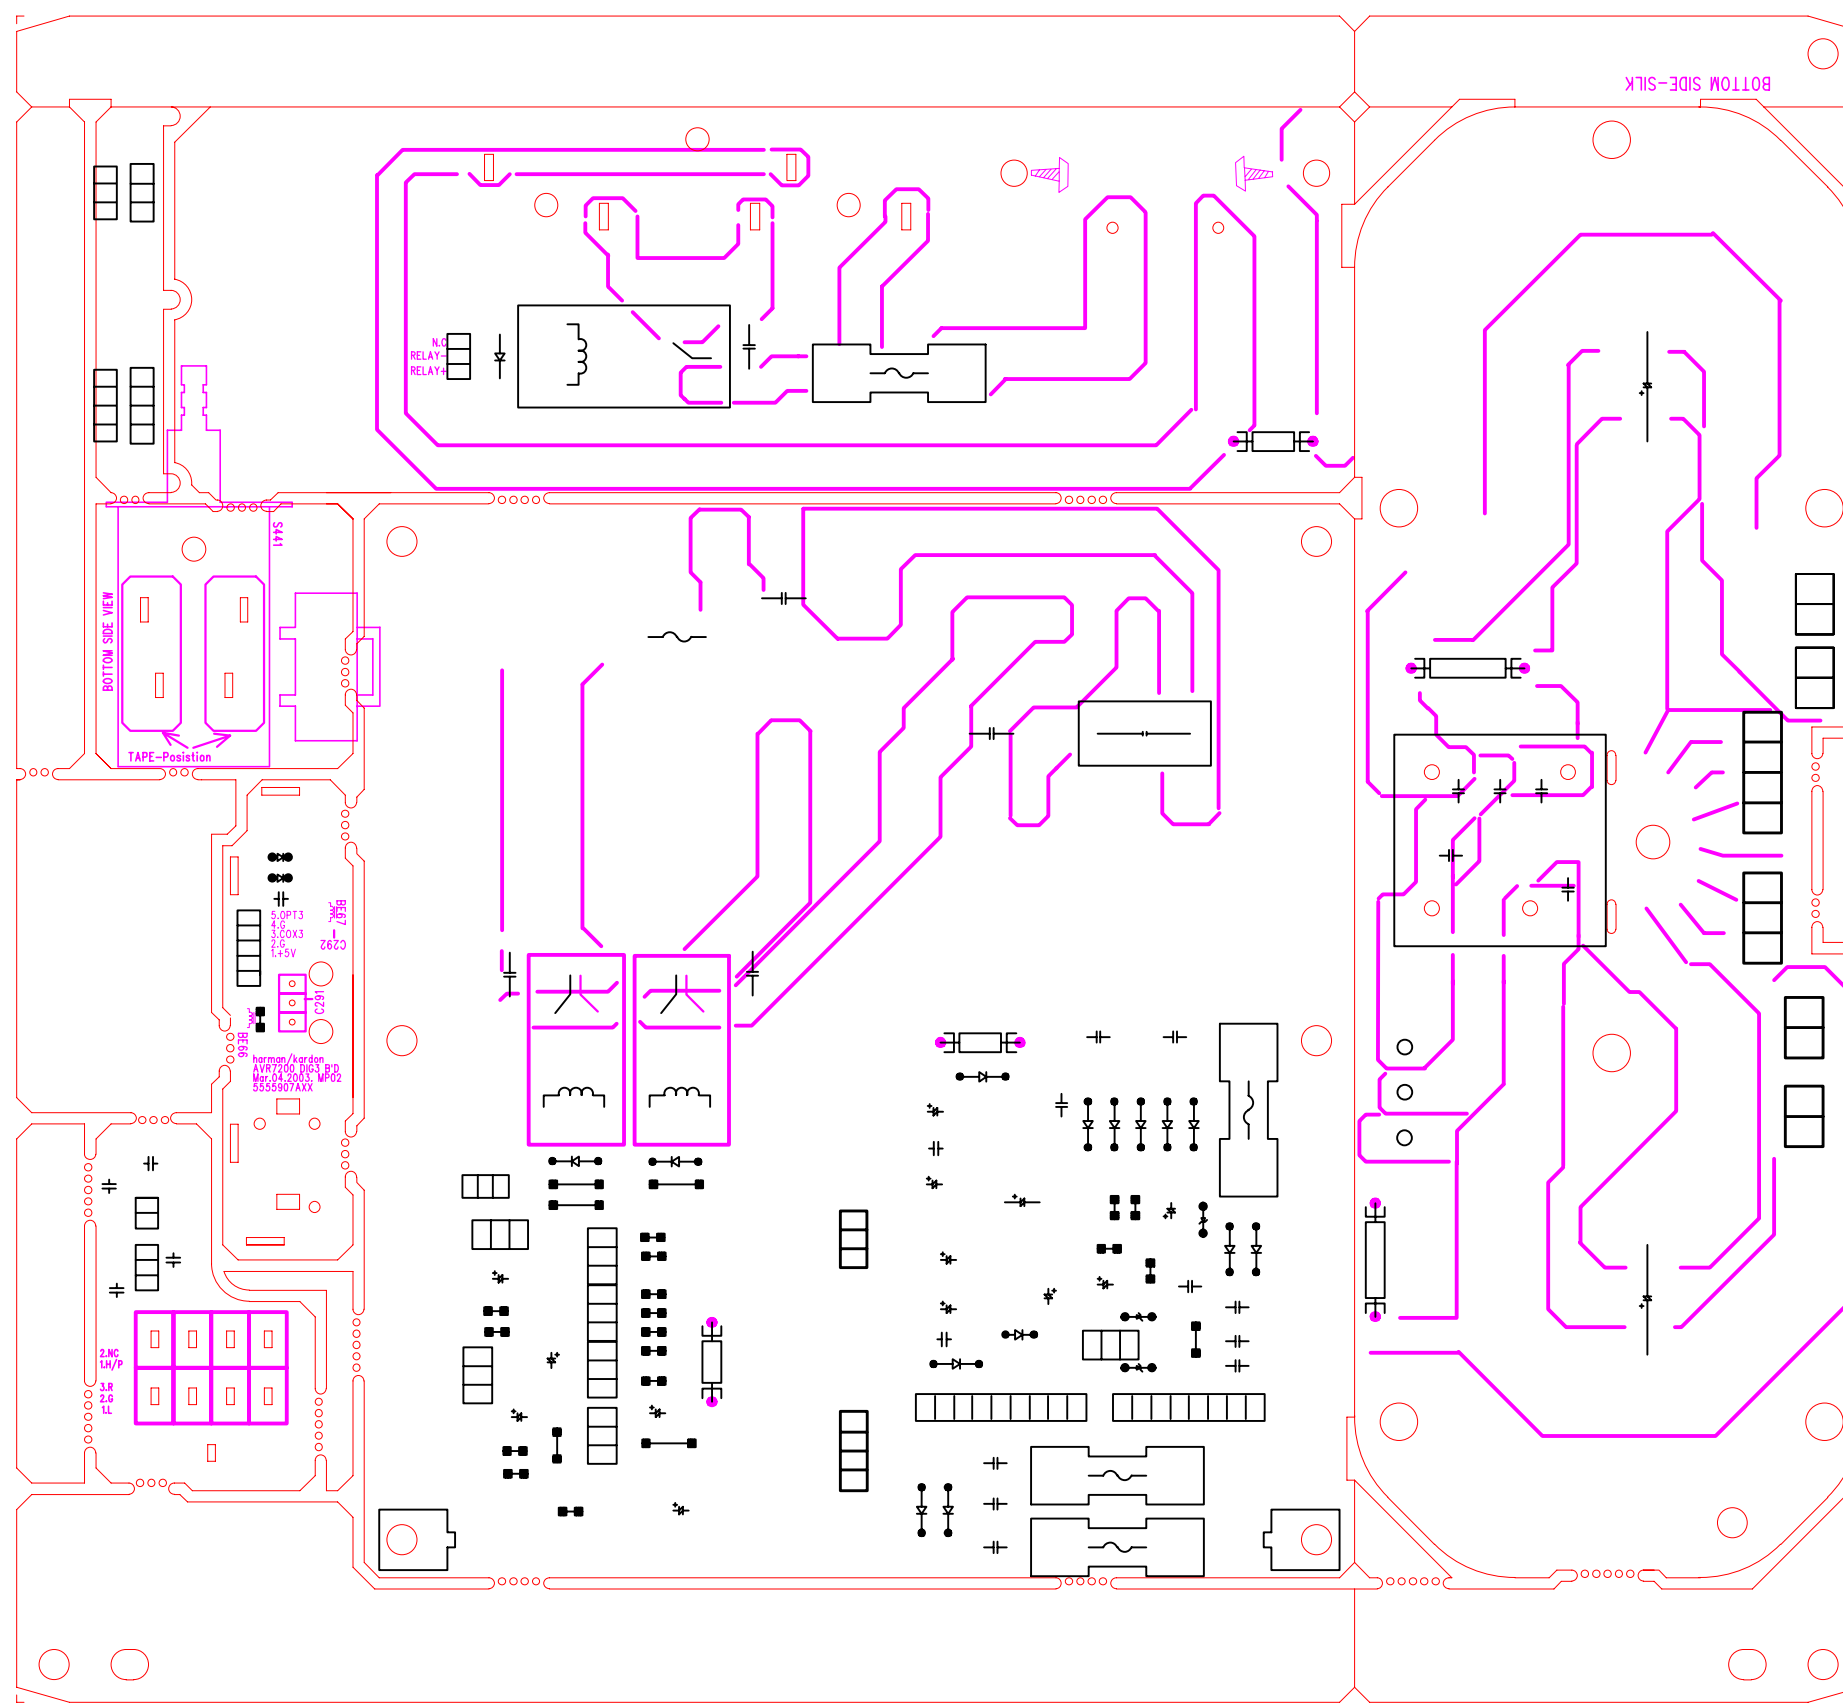 BOTTOM SIDE-SILK
N.C
RELAY-
RELAY+
S441
BOTTOM SIDE VIEW
TAPE-Posistion
5.OPT3
4.G
3.COX3
2.G
1.+5V
BE67
C292
C291
BE66
harman/kardon
AVR7200 DIG3 B'D
Mar.04.2003. MP02
5555907AXX
2.NC
1.H/P
3.R
2.G
1.L